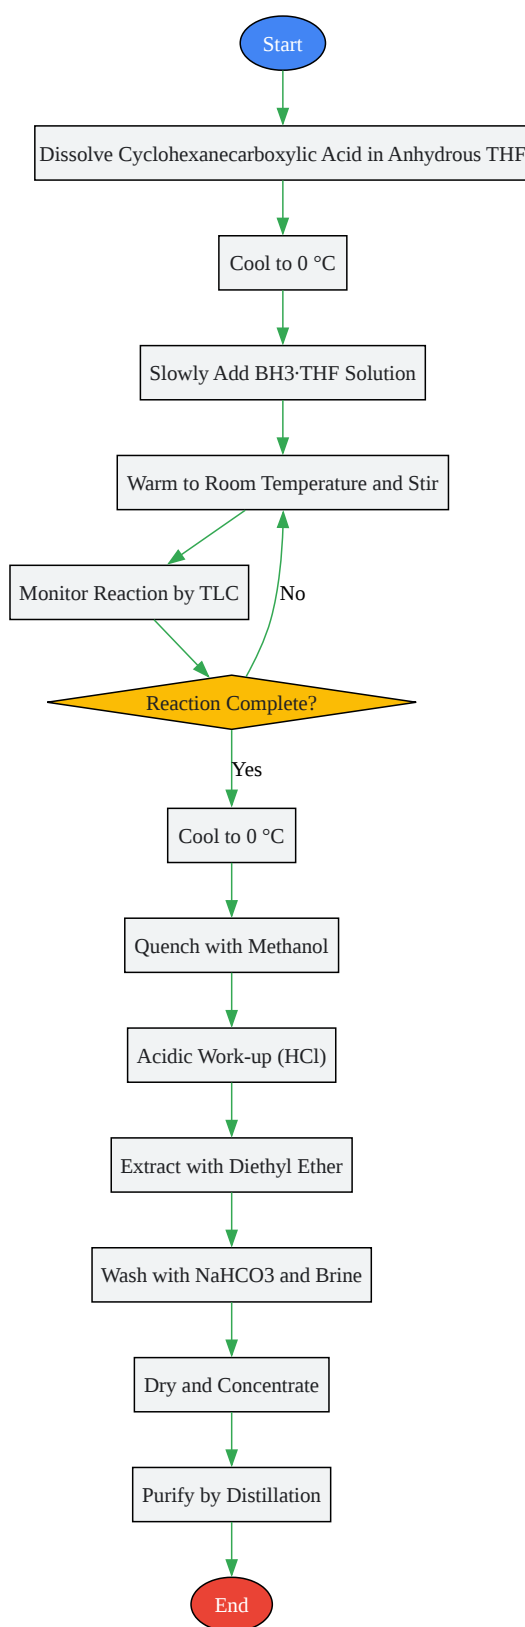 Start
Dissolve Cyclohexanecarboxylic Acid in Anhydrous THF
Cool to 0 °C
Slowly Add BH3·THF Solution
Warm to Room Temperature and Stir
Monitor Reaction by TLC
No
Reaction Complete?
Yes
Cool to 0 °C
Quench with Methanol
Acidic Work-up (HCl)
Extract with Diethyl Ether
Wash with NaHCO3 and Brine
Dry and Concentrate
Purify by Distillation
End